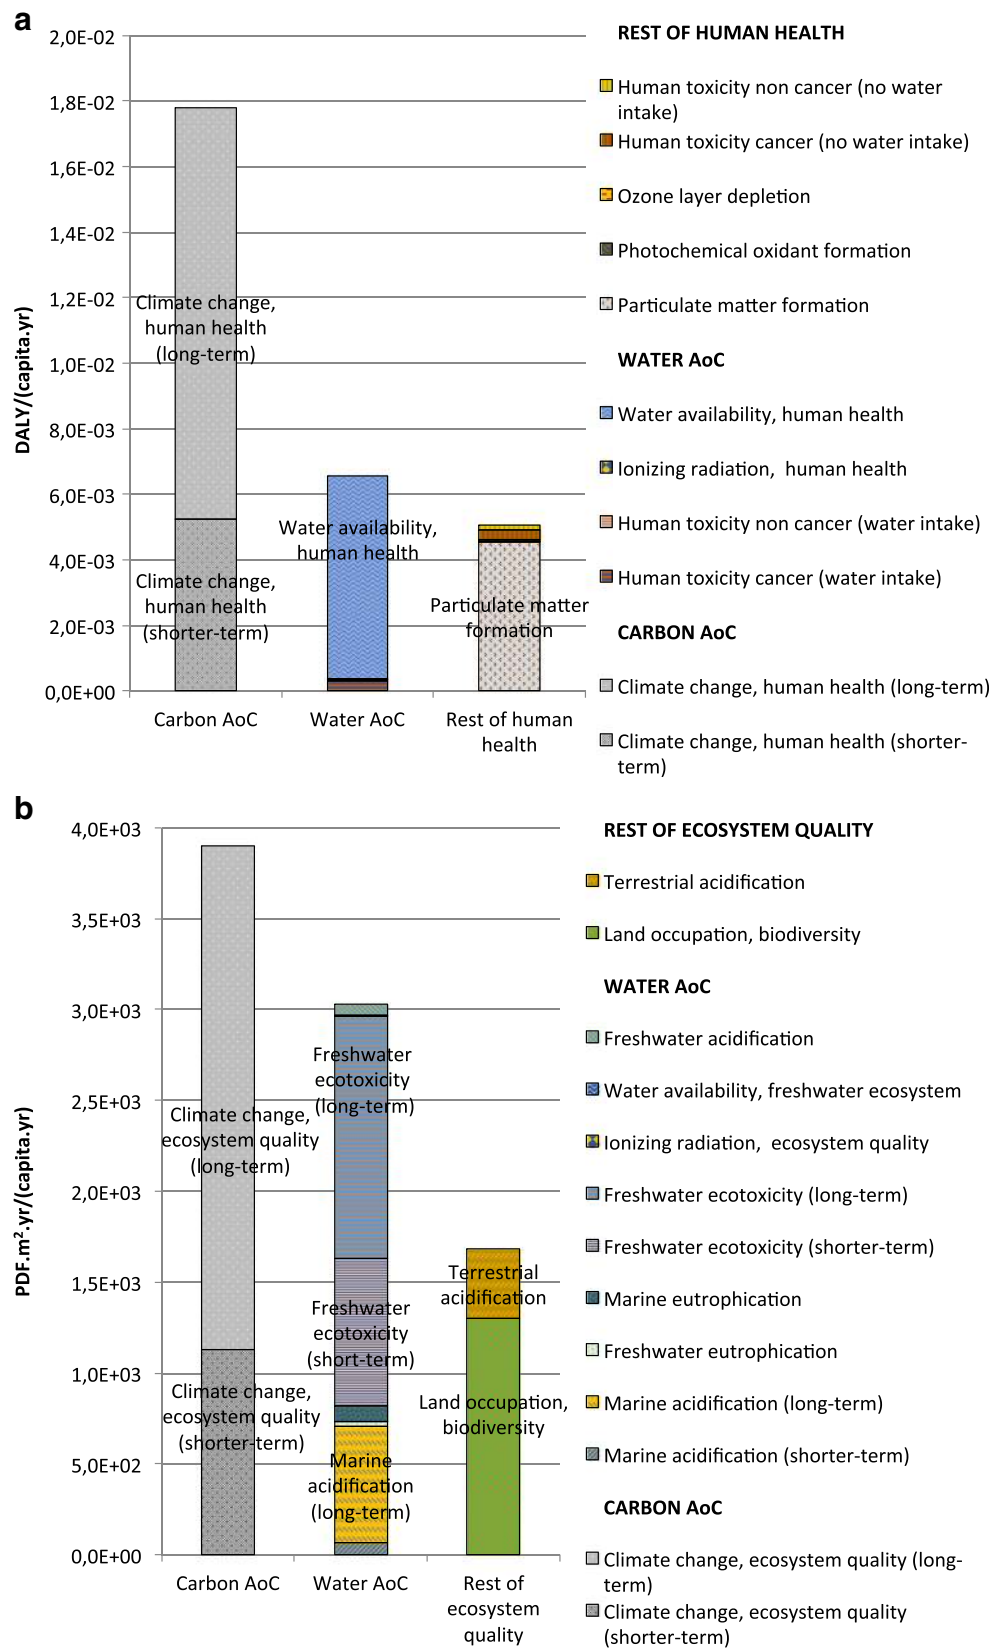 a
2,0E-02
1,8E-02
1,6E-02
1,4E-02
1,2E-02
1,0E-02
8,0E-03
6,0E-03
4,0E-03
2,0E-03
0,0E+00
DALY/(capita.yr)
Climate change,
human health
(long-term)
Climate change,
human health
(shorter-term)
Water availability,
human health
Particulate matter
formation
Carbon AoC
Water AoC
Rest of human
health
REST OF HUMAN HEALTH
Human toxicity non cancer (no water
intake)
Human toxicity cancer (no water intake)
Ozone layer depletion
Photochemical oxidant formation
Particulate matter formation
WATER AoC
Water availability, human health
Ionizing radiation,  human health
Human toxicity non cancer (water intake)
Human toxicity cancer (water intake)
CARBON AoC
Climate change, human health (long-term)
Climate change, human health (shorter-
term)
b
4,0E+03
3,5E+03
3,0E+03
2,5E+03
2,0E+03
1,5E+03
1,0E+03
5,0E+02
0,0E+00
PDF.m².yr/(capita.yr)
Climate change,
ecosystem quality
(long-term)
Climate change,
ecosystem quality
(shorter-term)
Freshwater
ecotoxicity
(long-term)
Freshwater
ecotoxicity
(short-term)
Marine
acidification
(long-term)
Terrestrial
acidification
Land occupation,
biodiversity
Carbon AoC
Water AoC
Rest of
ecosystem
quality
REST OF ECOSYSTEM QUALITY
Terrestrial acidification
Land occupation, biodiversity
WATER AoC
Freshwater acidification
Water availability, freshwater ecosystem
Ionizing radiation,  ecosystem quality
Freshwater ecotoxicity (long-term)
Freshwater ecotoxicity (shorter-term)
Marine eutrophication
Freshwater eutrophication
Marine acidification (long-term)
Marine acidification (shorter-term)
CARBON AoC
Climate change, ecosystem quality (long-
term)
Climate change, ecosystem quality
(shorter-term)